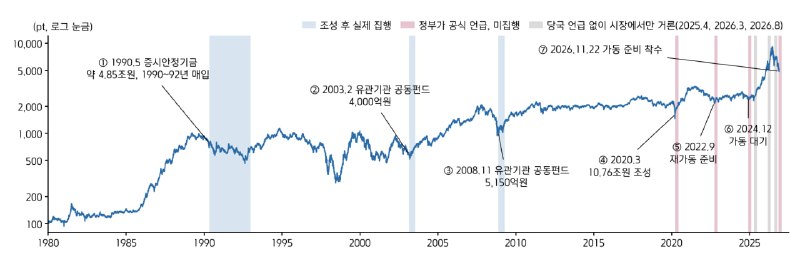 (pt, 로그 눈금)
조성 후 실제 집행
정부가 공식 언급, 미집행
당국 언급 없이 시장에서만 거론(2025.4, 2026.3, 2026.8)
10,000
5,000
2,000
1,000
500
200
100
① 1990.5 증시안정기금
약 4.85조원, 1990~92년 매입
② 2003.2 유관기관 공동펀드
4,000억원
③ 2008.11 유관기관 공동펀드
5,150억원
④ 2020.3
10.76조원 조성
⑤ 2022.9
재가동 준비
⑥ 2024.12
가동 대기
⑦ 2026.11.22 가동 준비 착수
1980
1985
1990
1995
2000
2005
2010
2015
2020
2025